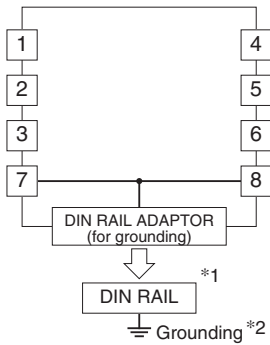 1 4
2 5
3 6
7 8
DIN RAIL ADAPTOR
(for grounding)
*1
DIN RAIL
Grounding *2